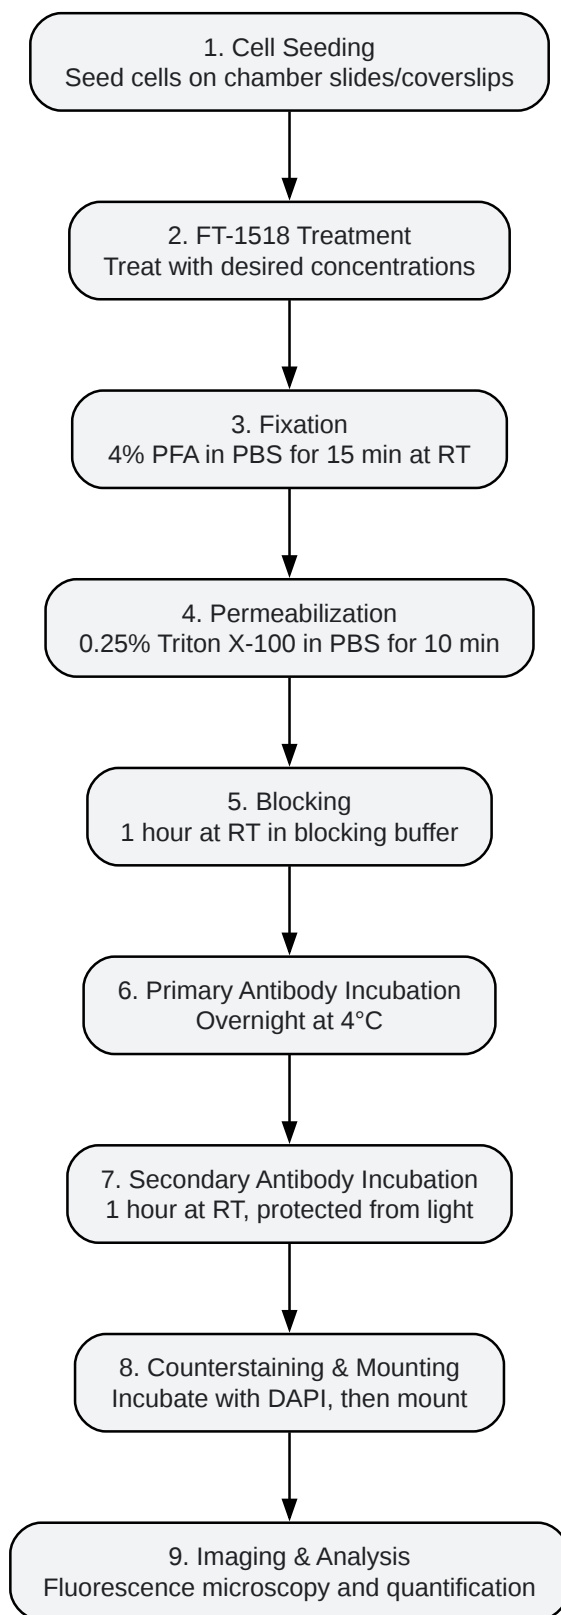 1. Cell Seeding
Seed cells on chamber slides/coverslips
2. FT-1518 Treatment
Treat with desired concentrations
3. Fixation
4% PFA in PBS for 15 min at RT
4. Permeabilization
0.25% Triton X-100 in PBS for 10 min
5. Blocking
1 hour at RT in blocking buffer
6. Primary Antibody Incubation
Overnight at 4°C
7. Secondary Antibody Incubation
1 hour at RT, protected from light
8. Counterstaining & Mounting
Incubate with DAPI, then mount
9. Imaging & Analysis
Fluorescence microscopy and quantification